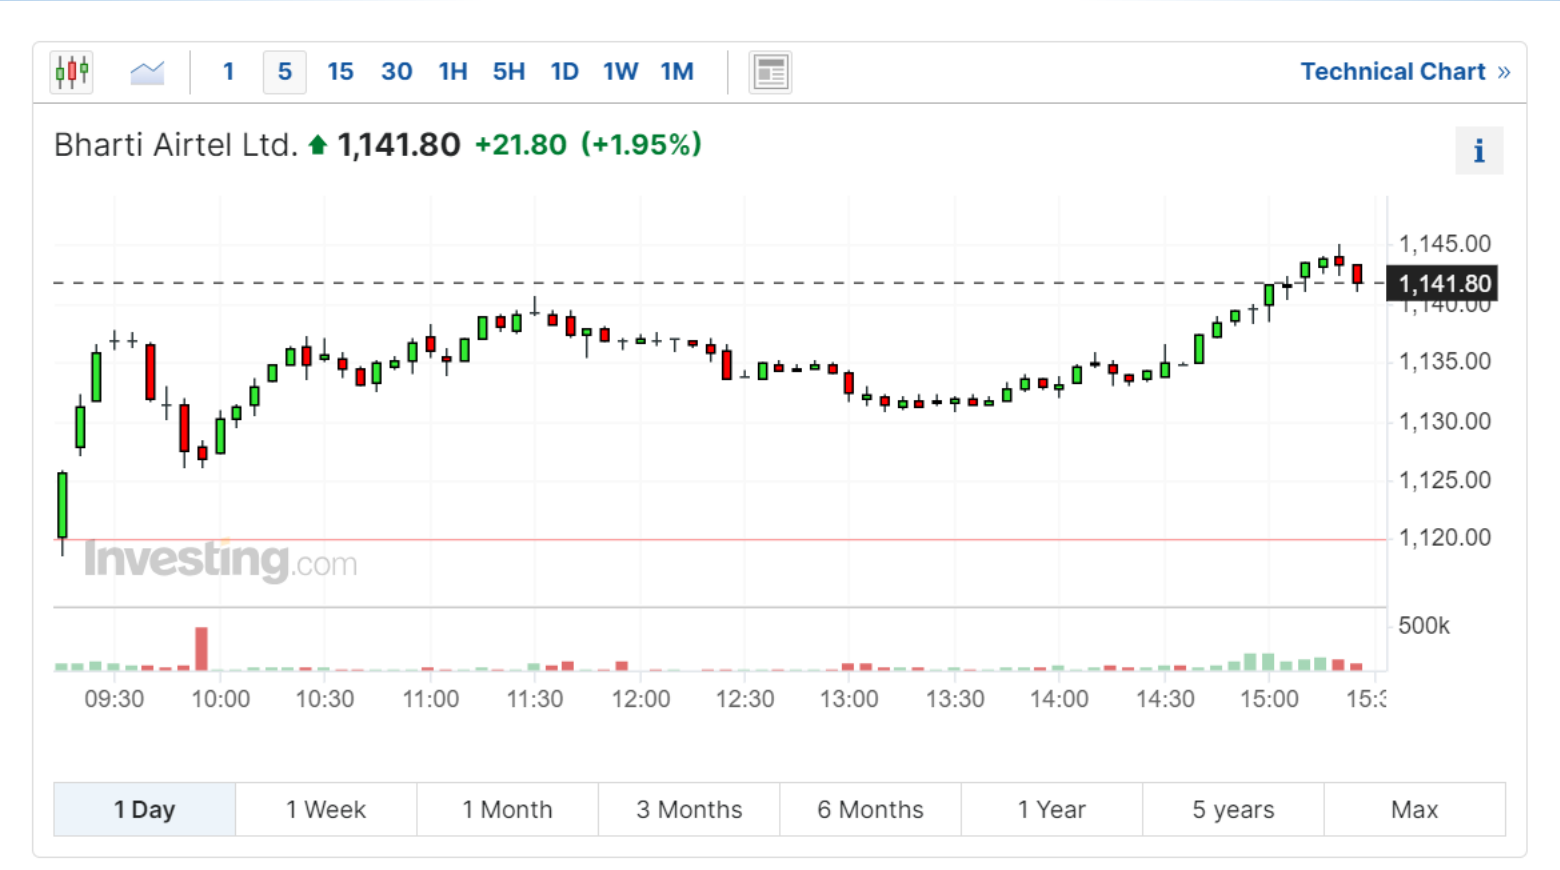 1 5 15 30 1H 5H 1D 1W 1M Technical Chart »
Bharti Airtel Ltd. 1,141.80 +21.80 (+1.95%)
i
1,145.00
1,141.80
1,140.00
1,135.00
1,130.00
1,125.00
1,120.00
Investing.com
500k
09:30 10:00 10:30 11:00 11:30 12:00 12:30 13:00 13:30 14:00 14:30 15:00
1 Day 1 Week 1 Month 3 Months 6 Months 1 Year 5 years Max